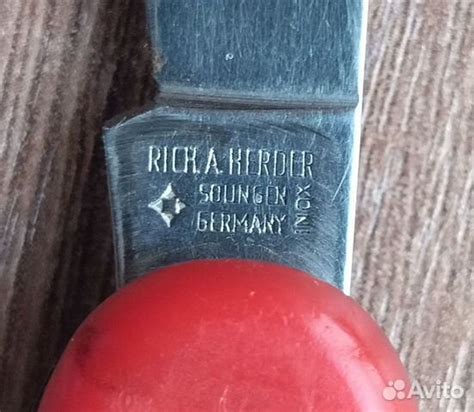 RICH. A. HERDER
SOLINGEN
GERMANY
INOX
Avito